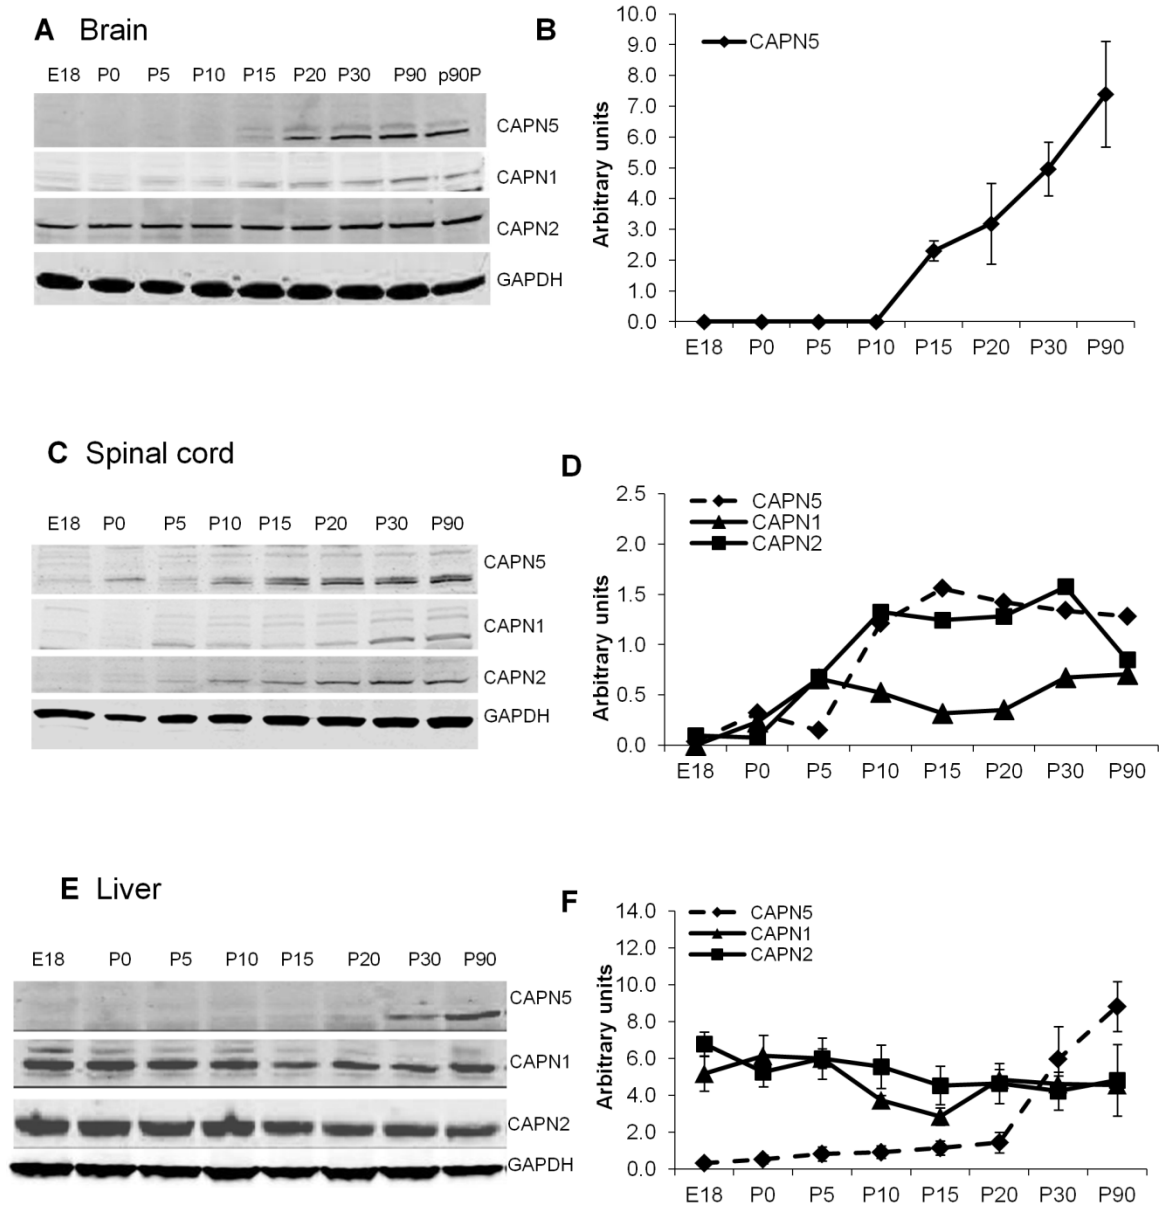 A Brain
E18 P0 P5 P10 P15 P20 P30 P90 p90P
CAPN5
CAPN1
CAPN2
GAPDH
B
CAPN5
Arbitrary units
10.0
9.0
8.0
7.0
6.0
5.0
4.0
3.0
2.0
1.0
0.0
E18 P0 P5 P10 P15 P20 P30 P90
C Spinal cord
E18 P0 P5 P10 P15 P20 P30 P90
CAPN5
CAPN1
CAPN2
GAPDH
D
CAPN5
CAPN1
CAPN2
Arbitrary units
2.5
2.0
1.5
1.0
0.5
0.0
E18 P0 P5 P10 P15 P20 P30 P90
E Liver
E18 P0 P5 P10 P15 P20 P30 P90
CAPN5
CAPN1
CAPN2
GAPDH
F
CAPN5
CAPN1
CAPN2
Arbitrary units
14.0
12.0
10.0
8.0
6.0
4.0
2.0
0.0
E18 P0 P5 P10 P15 P20 P30 P90